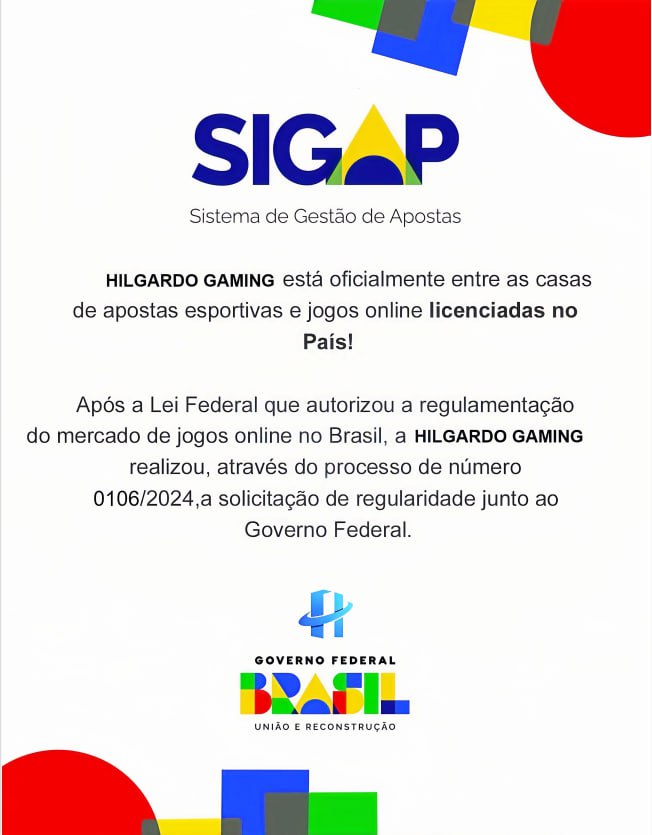 SIGAP
Sistema de Gestão de Apostas
HILGARDO GAMING está oficialmente entre as casas
de apostas esportivas e jogos online licenciadas no
País!
Após a Lei Federal que autorizou a regulamentação
do mercado de jogos online no Brasil, a HILGARDO GAMING
realizou, através do processo de número
0106/2024,a solicitação de regularidade junto ao
Governo Federal.
H
GOVERNO FEDERAL
BRASIL
UNIÃO E RECONSTRUÇÃO